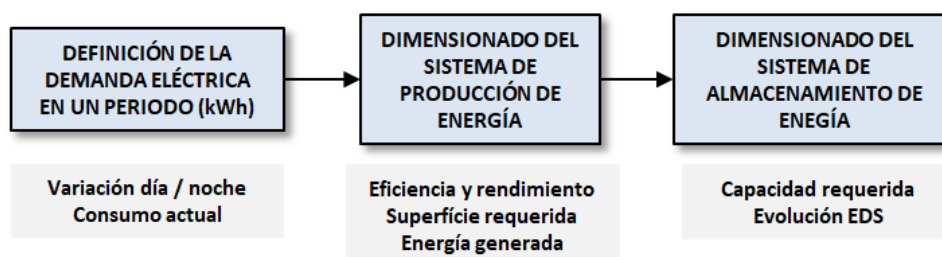 DEFINICIÓN DE LA
DEMANDA ELÉCTRICA
EN UN PERIODO (kWh)
Variación día / noche
Consumo actual
DIMENSIONADO DEL
SISTEMA DE
PRODUCCIÓN DE
ENERGÍA
Eficiencia y rendimiento
Superfície requerida
Energía generada
DIMENSIONADO DEL
SISTEMA DE
ALMACENAMIENTO DE
ENEGÍA
Capacidad requerida
Evolución EDS